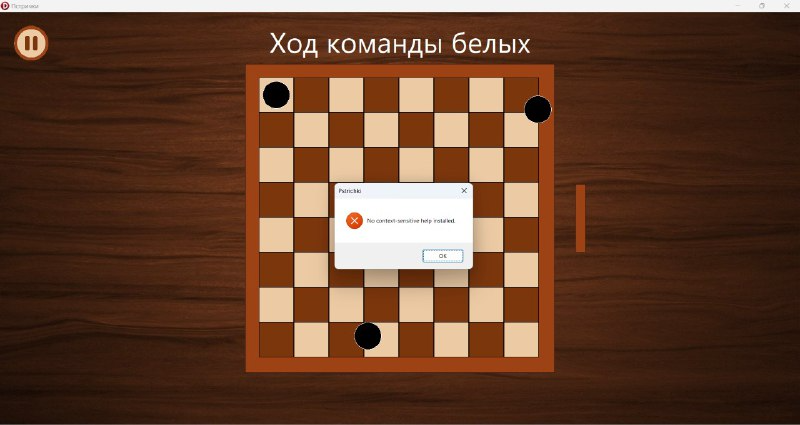 Ход команды белых
Patrichki
No context-sensitive help installed.
OK